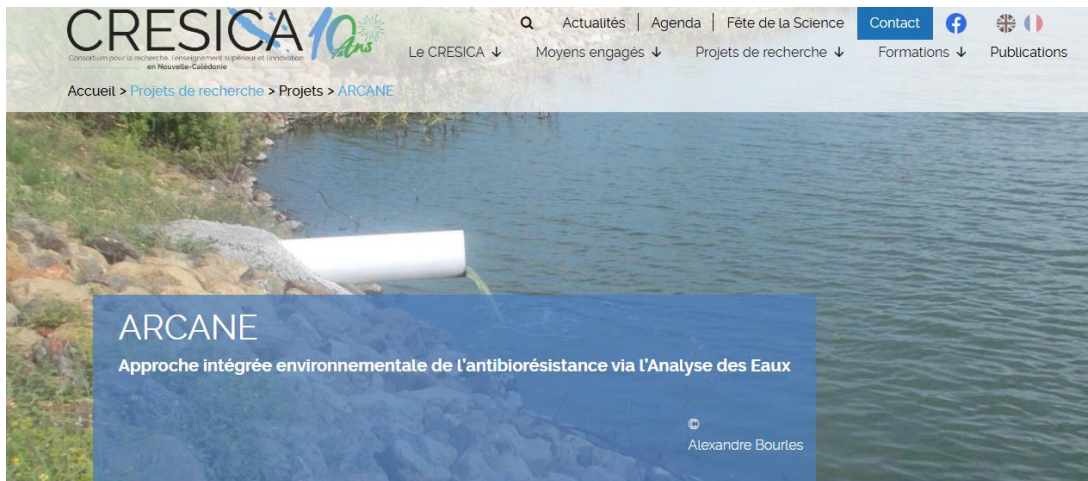 CRESICA 10 Ans
Consortium pour la recherche, l'enseignement supérieur et l'innovation
en Nouvelle-Calédonie
Actualités | Agenda | Fête de la Science Contact
Le CRESICA ↓ Moyens engagés ↓ Projets de recherche ↓ Formations ↓ Publications
Accueil > Projets de recherche > Projets > ARCANE
ARCANE
Approche intégrée environnementale de l'antibiorésistance via l'Analyse des Eaux
©
Alexandre Bourles